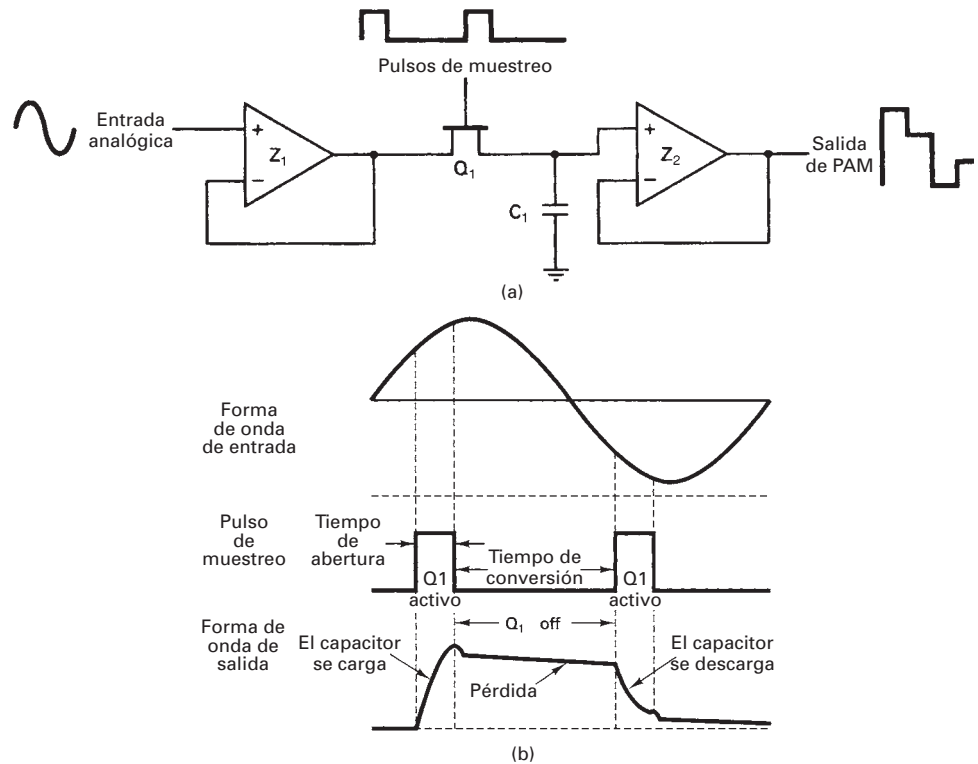 Pulsos de muestreo
Entrada
analógica
+
−
Z1
Q1
C1
+
−
Z2
Salida
de PAM
(a)
Forma
de onda
de entrada
Pulso
de
muestreo
Tiempo
de
abertura
Q1
activo
Tiempo de
conversión
Q1
activo
Q1 off
Forma de
onda de
salida
El capacitor
se carga
Pérdida
El capacitor
se descarga
(b)